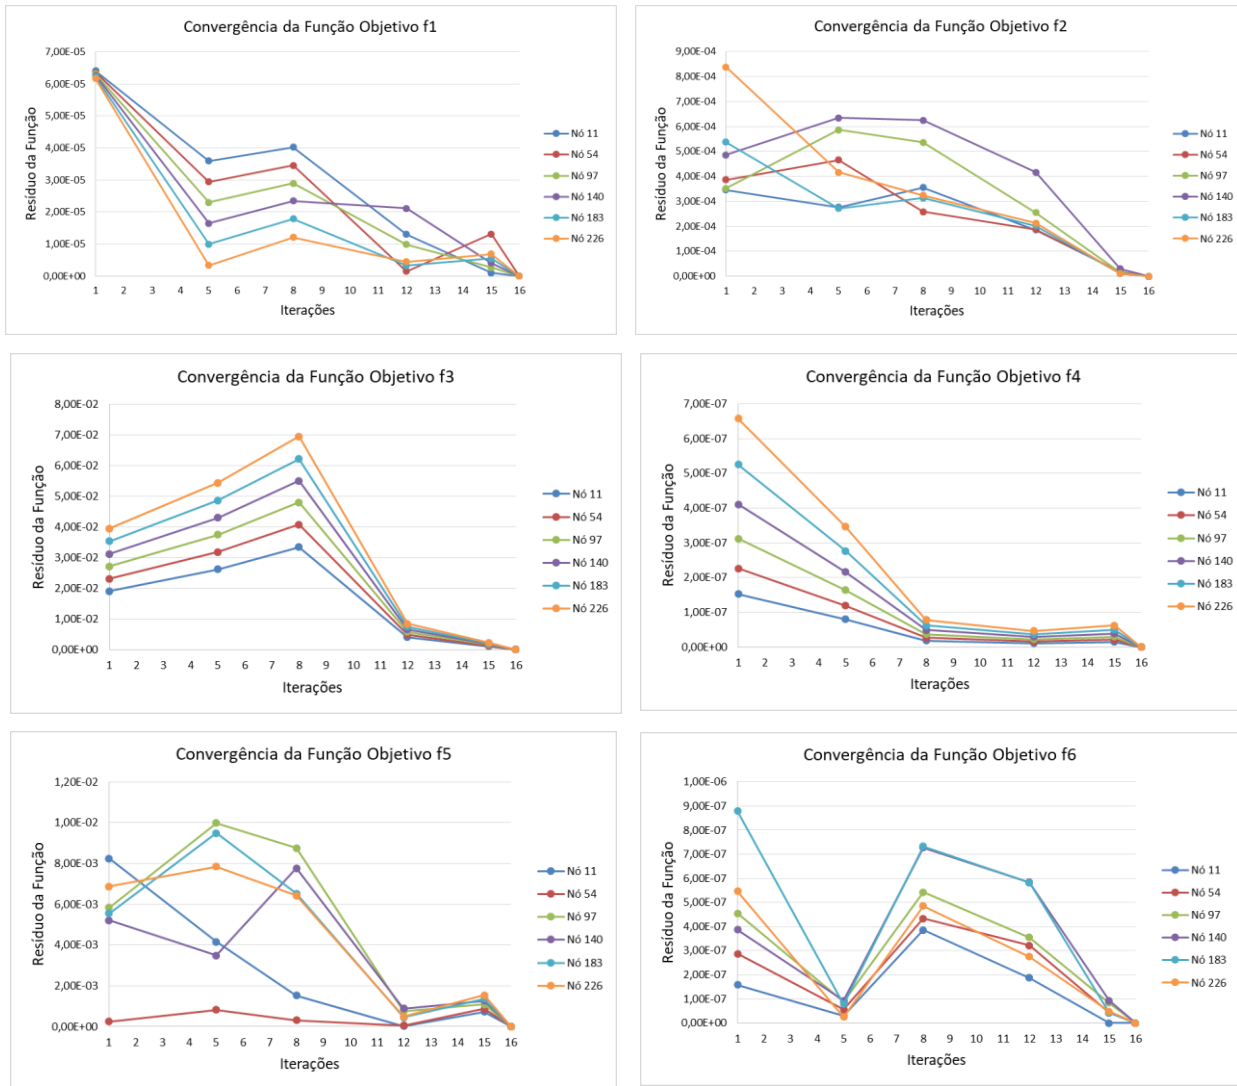 Convergência da Função Objetivo f1
7,00E-05
6,00E-05
5,00E-05
4,00E-05
3,00E-05
2,00E-05
1,00E-05
0,00E+00
Resíduo da Função
1 2 3 4 5 6 7 8 9 10 11 12 13 14 15 16
Iterações
Nó 11
Nó 54
Nó 97
Nó 140
Nó 183
Nó 226
Convergência da Função Objetivo f2
9,00E-04
8,00E-04
7,00E-04
6,00E-04
5,00E-04
4,00E-04
3,00E-04
2,00E-04
1,00E-04
0,00E+00
Resíduo da Função
1 2 3 4 5 6 7 8 9 10 11 12 13 14 15 16
Iterações
Nó 11
Nó 54
Nó 97
Nó 140
Nó 183
Nó 226
Convergência da Função Objetivo f3
8,00E-02
7,00E-02
6,00E-02
5,00E-02
4,00E-02
3,00E-02
2,00E-02
1,00E-02
0,00E+00
Resíduo da Função
1 2 3 4 5 6 7 8 9 10 11 12 13 14 15 16
Iterações
Nó 11
Nó 54
Nó 97
Nó 140
Nó 183
Nó 226
Convergência da Função Objetivo f4
7,00E-07
6,00E-07
5,00E-07
4,00E-07
3,00E-07
2,00E-07
1,00E-07
0,00E+00
Resíduo da Função
1 2 3 4 5 6 7 8 9 10 11 12 13 14 15 16
Iterações
Nó 11
Nó 54
Nó 97
Nó 140
Nó 183
Nó 226
Convergência da Função Objetivo f5
1,20E-02
1,00E-02
8,00E-03
6,00E-03
4,00E-03
2,00E-03
0,00E+00
Resíduo da Função
1 2 3 4 5 6 7 8 9 10 11 12 13 14 15 16
Iterações
Nó 11
Nó 54
Nó 97
Nó 140
Nó 183
Nó 226
Convergência da Função Objetivo f6
1,00E-06
9,00E-07
8,00E-07
7,00E-07
6,00E-07
5,00E-07
4,00E-07
3,00E-07
2,00E-07
1,00E-07
0,00E+00
Resíduo da Função
1 2 3 4 5 6 7 8 9 10 11 12 13 14 15 16
Iterações
Nó 11
Nó 54
Nó 97
Nó 140
Nó 183
Nó 226